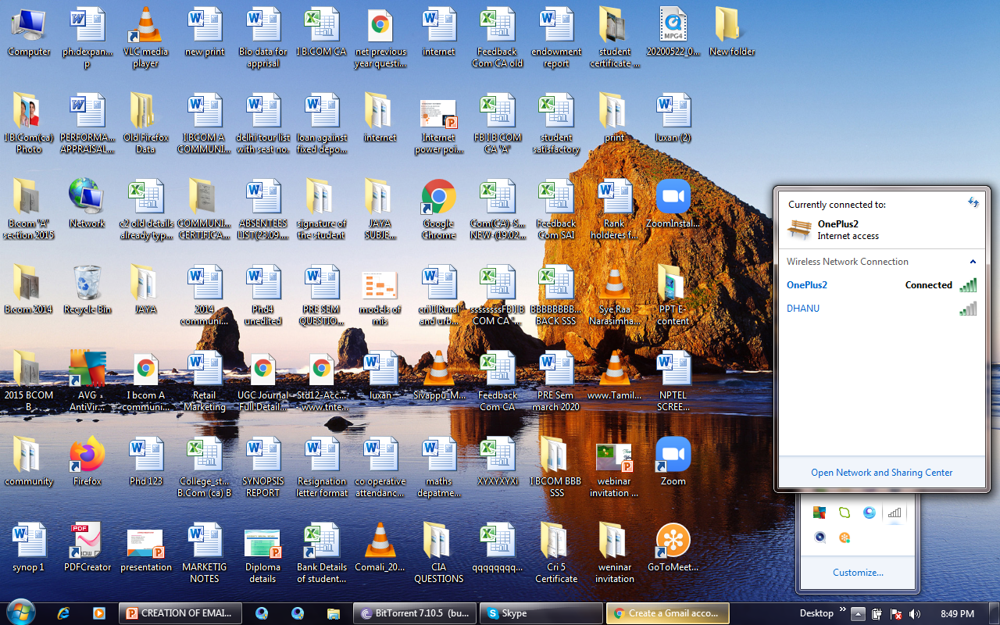 Computer
ph.dexpan...
p
VLC media
player
new print
Bio data for
apprisal
I B.COM CA
net previous
year questi...
internet
Feedback
Com CA old
endowment
report
student
certificate ...
MPG4
20200522_0...
New folder
I B.Com(ca)
Photo
PERFORMA...
APPRAISAL...
Old Firefox
Data
I BCOM A
COMMUNI...
delhi tour list
with seat no.
loan against
fixed depo...
internet
Internet
power poi...
FB I B COM
CA "A"
student
satisfactory
print
luxan (2)
B.com "A"
section 2015
Network
c2 old details
already typ...
COMMUNI...
CERTIFICA...
ABSENTEES
LIST(23.09....
signature of
the student
JAYA
SUBJE...
Google
Chrome
Com(CA)-S...
NEW -(19.02...
Feedback
Com SAI
Rank
holderes f...
ZoomInstal...
B.com 2014
Recycle Bin
JAYA
2014
communi...
Phd4
unedited
PRE SEM
QUESTIO...
models of
mis
cri II Rural
and urb...
sssssssFB I B
COM CA "...
BBBBBBBB...
BACK SSS
Sye Raa
Narasimha...
PPT E-
content
2015 BCOM
B
AVG
AntiVir...
I bcom A
communi...
Retail
Marketing
UGC Journal
Full Detail...
Std12-Acc...
www.tnte...
luxan
Sivappu_M...
Feedback
Com CA
PRE Sem
march 2020
www.Tamil...
NPTEL
SCREE...
community
Firefox
Phd 123
College_st...
B.Com (ca) B
SYNOPSIS
REPORT
Resignation
letter format
co operative
attendanc...
maths
depatme...
XYXYXYXi
I BCOM BBB
SSS
webinar
invitation ...
Zoom
synop 1
PDF
PDFCreator
presentation
MARKETIG
NOTES
Diploma
details
Bank Details
of student...
Comali_20...
CIA
QUESTIONS
qqqqqqqq...
Cri 5
Certificate
weninar
invitation
GoToMeet...
Currently connected to:
OnePlus2
Internet access
Wireless Network Connection
OnePlus2 Connected
DHANU
Open Network and Sharing Center
Customize...
CREATION OF EMAI...
BitTorrent 7.10.5 (bu...
Skype
Create a Gmail acco...
Desktop
8:49 PM